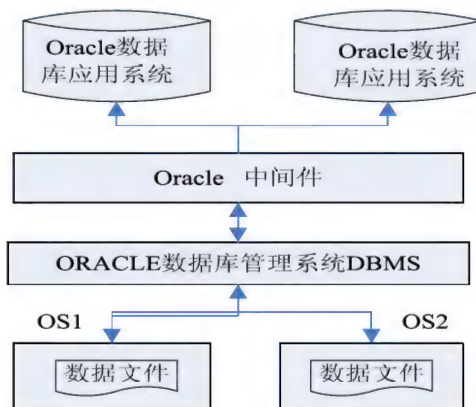 Oracle数据
库应用系统
Oracle数据
库应用系统
Oracle 中间件
ORACLE数据库管理系统DBMS
OS1
OS2
数据文件
数据文件